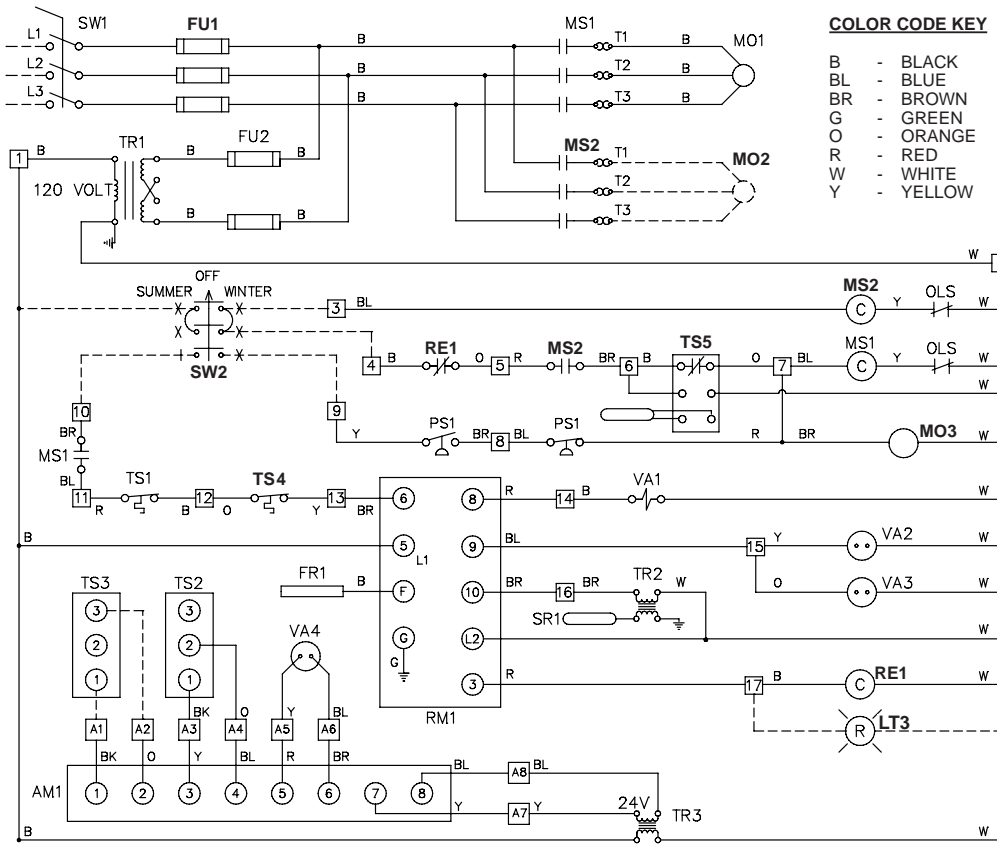 SW1 FU1 MS1 COLOR CODE KEY
L1 B T1 B MO1
L2 B T2 B
L3 B T3 B
B - BLACK
BL - BLUE
BR - BROWN
G - GREEN
O - ORANGE
R - RED
W - WHITE
Y - YELLOW
TR1 FU2 MS2 T1 MO2
1 B B
120 VOLT T2
B T3
W
OFF
SUMMER WINTER MS2
X X 3 BL C Y OLS W
X X RE1 MS2 TS5 MS1 OLS
4 B O 5 R BR 6 B O 7 BL C Y W
SW2 X W
10 9
BR Y PS1 BR 8 BL PS1 R BR MO3 W
MS1
BL TS1 TS4 VA1
11 R B 12 O Y 13 BR 6 8 R 14 B W
B 5 L1 9 BL 15 Y VA2 W
TS3 TS2 FR1 B F 10 BR 16 BR TR2 W O VA3 W
3 3 VA4 SR1
2 2 G L2 W
1 1 G 3 R 17 B C RE1 W
RM1
BK O Y BL R LT3
A1 A2 A3 A4 A5 A6
BK O Y BL R BR BL A8 BL
AM1 1 2 3 4 5 6 7 8 Y A7 Y 24V TR3
B W